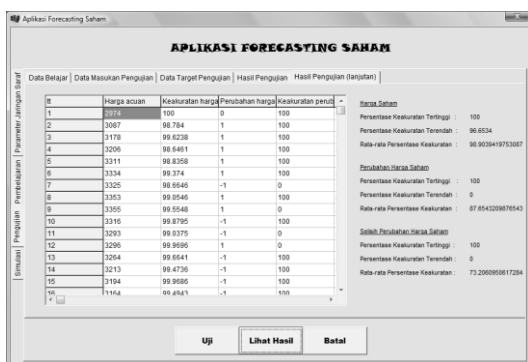 Aplikasi Forecasting Saham
APLIKASI FORECASTING SAHAM
Data Belajar | Data Masukan Pengujian | Data Target Pengujian | Hasil Pengujian | Hasil Pengujian (lanjutan)
Parameter Jaringan Saraf
Pembelajaran
Pengujian
Simulasi
tt Harga acuan Keakuratan harga Perubahan harga Keakuratan perub
1 2974 100 0 100
2 3087 98.784 1 100
3 3178 99.6238 1 100
4 3206 98.6461 1 100
5 3311 98.8358 1 100
6 3334 99.374 1 100
7 3325 98.6646 -1 0
8 3353 99.0546 1 100
9 3355 99.5548 1 0
10 3316 99.8795 -1 100
11 3293 99.0375 -1 0
12 3296 99.9696 1 0
13 3264 99.6641 -1 100
14 3213 99.4736 -1 100
15 3194 99.9686 -1 100
16 3164 99.4943 -1 100
Harga Saham
Persentase Keakuratan Tertinggi : 100
Persentase Keakuratan Terendah : 96.6534
Rata-rata Persentase Keakuratan : 98.9039419753087
Perubahan Harga Saham
Persentase Keakuratan Tertinggi : 100
Persentase Keakuratan Terendah : 0
Rata-rata Persentase Keakuratan : 87.6543209876543
Selisih Perubahan Harga Saham
Persentase Keakuratan Tertinggi : 100
Persentase Keakuratan Terendah : 0
Rata-rata Persentase Keakuratan : 73.2060950617284
Uji Lihat Hasil Batal